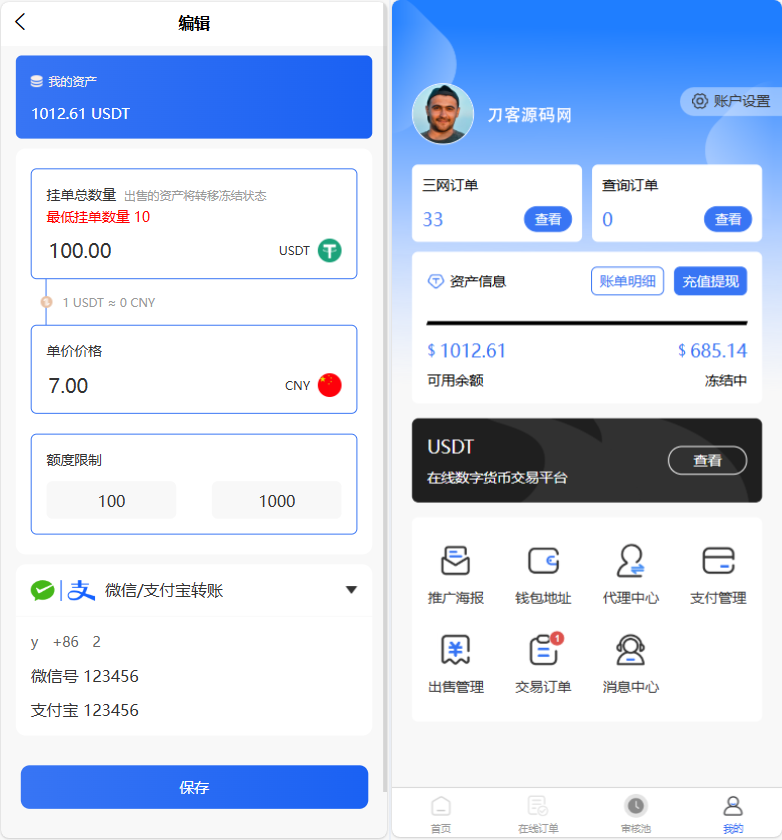 编辑
我的资产
1012.61 USDT
挂单总数量 出售的资产将转移冻结状态
最低挂单数量 10
100.00 USDT
1 USDT ≈ 0 CNY
单价价格
7.00 CNY
额度限制
100 1000
支 微信/支付宝转账
y +86 2
微信号 123456
支付宝 123456
保存
账户设置
刀客源码网
三网订单 查询订单
33 查看 0 查看
资产信息 账单明细 充值提现
$ 1012.61 $ 685.14
可用余额 冻结中
USDT
查看
在线数字货币交易平台
推广海报 钱包地址 代理中心 支付管理
1
出售管理 交易订单 消息中心
首页 在线订单 审核池 我的